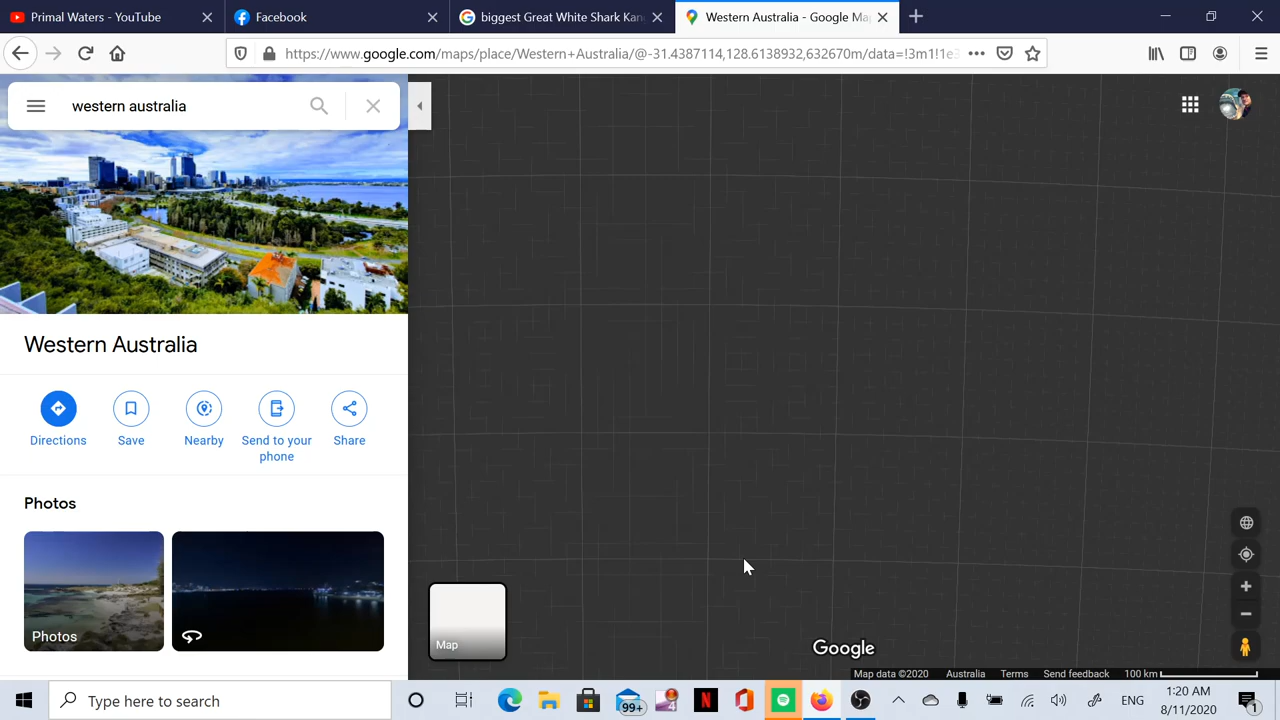 Primal Waters - YouTube
Facebook
biggest Great White Shark Kan
Western Australia - Google Ma
https://www.google.com/maps/place/Western+Australia/@-31.4387114,128.6138932,632670m/data=!3m1!1e3
western australia
Western Australia
Directions
Save
Nearby
Send to your
phone
Share
Photos
Photos
Map
Google
Map data ©2020 Australia Terms Send feedback 100 km
Type here to search
99+
4
N
ENG
1:20 AM
8/11/2020
1